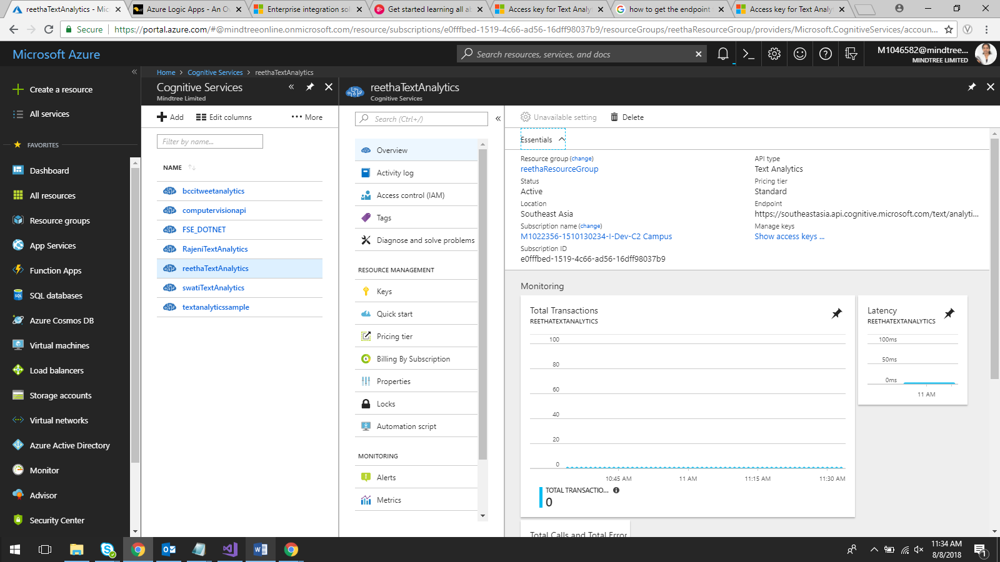 reethaTextAnalytics - Mic
Azure Logic Apps - An Ov
Enterprise integration sol
Get started learning all ab
Access key for Text Analy
how to get the endpoint
Access key for Text Analy
Secure
https://portal.azure.com/#@mindtreeonline.onmicrosoft.com/resource/subscriptions/e0fffbed-1519-4c66-ad56-16dff98037b9/resourceGroups/reethaResourceGroup/providers/Microsoft.CognitiveServices/accoun...
Microsoft Azure
Search resources, services, and docs
M1046582@mindtree...
MINDTREE LIMITED
Home > Cognitive Services > reethaTextAnalytics
Create a resource
All services
FAVORITES
Dashboard
All resources
Resource groups
App Services
Function Apps
SQL databases
Azure Cosmos DB
Virtual machines
Load balancers
Storage accounts
Virtual networks
Azure Active Directory
Monitor
Advisor
Security Center
Cognitive Services
Mindtree Limited
Add
Edit columns
More
Filter by name...
NAME
bccitweetanalytics
computervisionapi
FSE_DOTNET
RajeniTextAnalytics
reethaTextAnalytics
swatiTextAnalytics
textanalyticssample
reethaTextAnalytics
Cognitive Services
Search (Ctrl+/)
Overview
Activity log
Access control (IAM)
Tags
Diagnose and solve problems
RESOURCE MANAGEMENT
Keys
Quick start
Pricing tier
Billing By Subscription
Properties
Locks
Automation script
MONITORING
Alerts
Metrics
Unavailable setting
Delete
Essentials
Resource group (change)
reethaResourceGroup
Status
Active
Location
Southeast Asia
Subscription name (change)
M1022356-1510130234-I-Dev-C2 Campus
Subscription ID
e0fffbed-1519-4c66-ad56-16dff98037b9
API type
Text Analytics
Pricing tier
Standard
Endpoint
https://southeastasia.api.cognitive.microsoft.com/text/analyti...
Manage keys
Show access keys ...
Monitoring
Total Transactions
REETHATEXTANALYTICS
100
80
60
40
20
0
10:45 AM
11 AM
11:15 AM
11:30 AM
TOTAL TRANSACTIO...
0
Latency
REETHATEXTANALYTICS
100ms
50ms
0ms
11 AM
Total Calls and Total Error
11:34 AM
8/8/2018
1